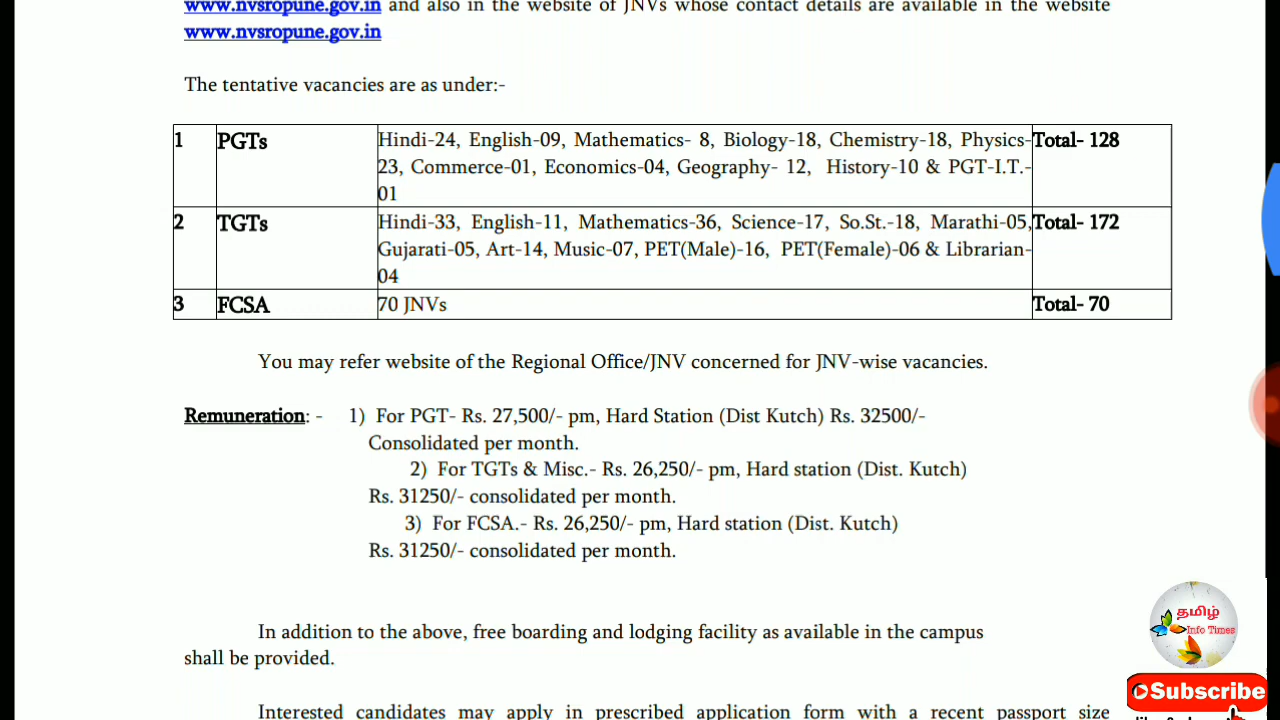 www.nvsropune.gov.in and also in the website of JNVs whose contact details are available in the website
www.nvsropune.gov.in
The tentative vacancies are as under:-
1 PGTs Hindi-24, English-09, Mathematics- 8, Biology-18, Chemistry-18, Physics- Total- 128
23, Commerce-01, Economics-04, Geography- 12, History-10 & PGT-I.T.-
01
2 TGTs Hindi-33, English-11, Mathematics-36, Science-17, So.St.-18, Marathi-05, Total- 172
Gujarati-05, Art-14, Music-07, PET(Male)-16, PET(Female)-06 & Librarian-
04
3 FCSA 70 JNVs Total- 70
You may refer website of the Regional Office/JNV concerned for JNV-wise vacancies.
Remuneration: - 1) For PGT- Rs. 27,500/- pm, Hard Station (Dist Kutch) Rs. 32500/-
Consolidated per month.
2) For TGTs & Misc.- Rs. 26,250/- pm, Hard station (Dist. Kutch)
Rs. 31250/- consolidated per month.
3) For FCSA.- Rs. 26,250/- pm, Hard station (Dist. Kutch)
Rs. 31250/- consolidated per month.
In addition to the above, free boarding and lodging facility as available in the campus
shall be provided.
தமிழ்
Info Times
Subscribe
Interested candidates may apply in prescribed application form with a recent passport size